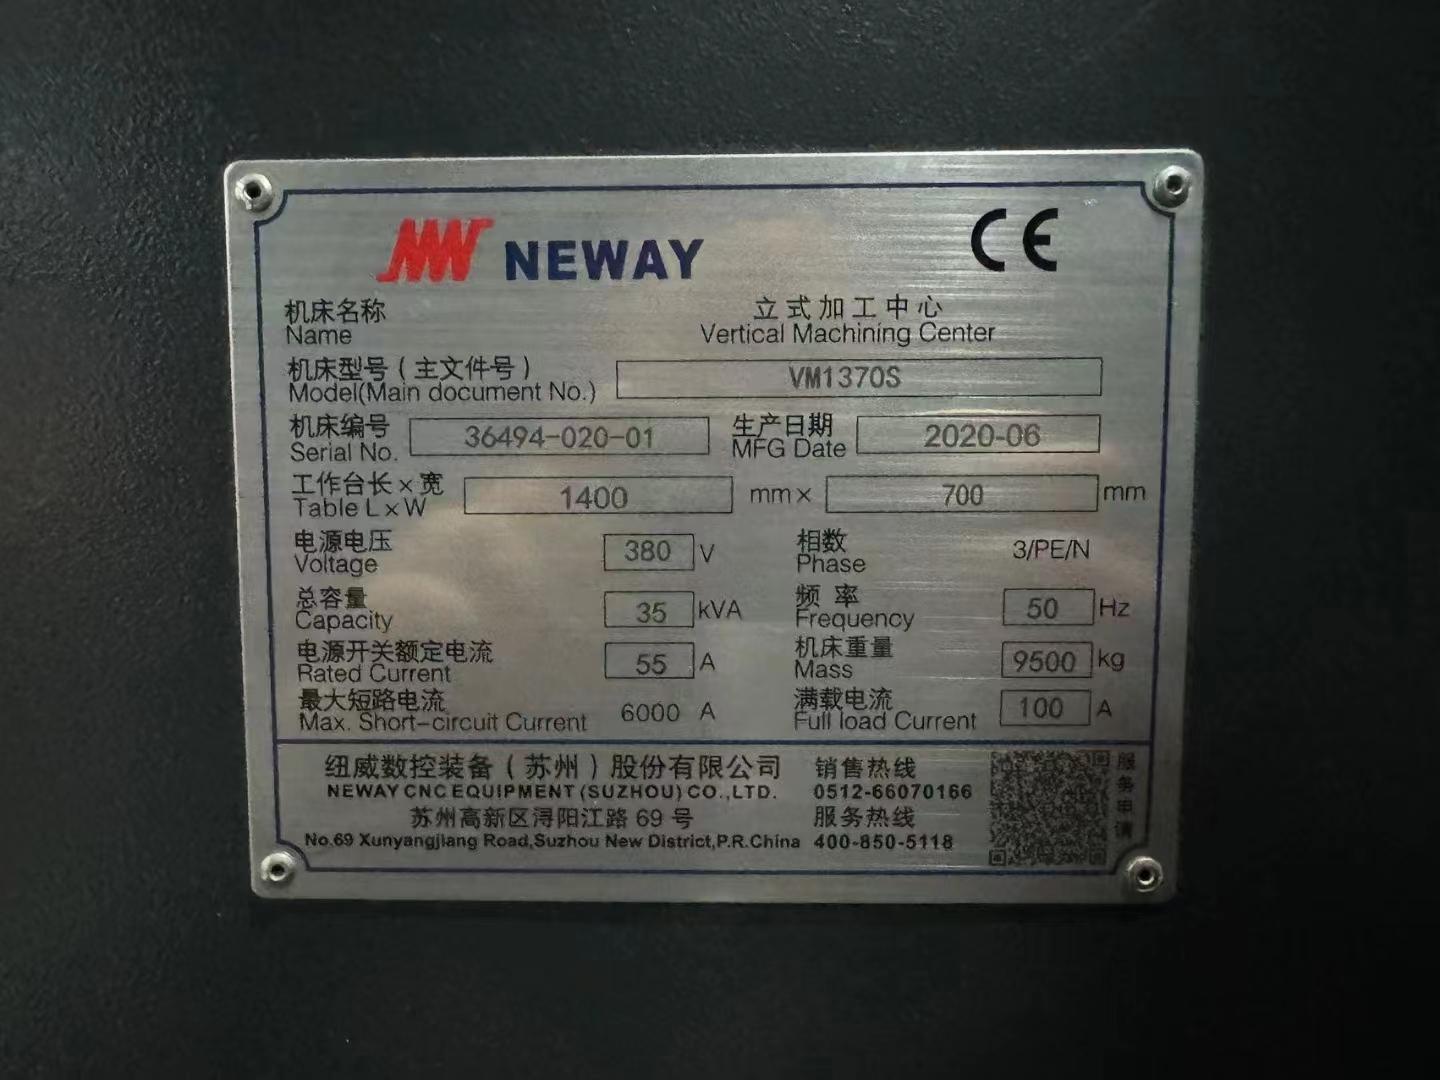 NEWAY CE
机床名称 立式加工中心
Name Vertical Machining Center
机床型号(主文件号) VM1370S
Model(Main document No.)
机床编号 36494-020-01 生产日期 2020-06
Serial No. MFG Date
工作台长×宽 1400 mm× 700 mm
Table L×W
电源电压 380 V 相数 3/PE/N
Voltage Phase
总容量 35 kVA 频率 50 Hz
Capacity Frequency
电源开关额定电流 55 A 机床重量 9500 kg
Rated Current Mass
最大短路电流 6000 A 满载电流 100 A
Max. Short-circuit Current Full load Current
纽威数控装备(苏州)股份有限公司 销售热线
NEWAY CNC EQUIPMENT (SUZHOU) CO.,LTD. 0512-66070166
苏州高新区浔阳江路 69 号 服务热线
No.69 Xunyangjiang Road,Suzhou New District,P.R.China 400-850-5118
服务申请